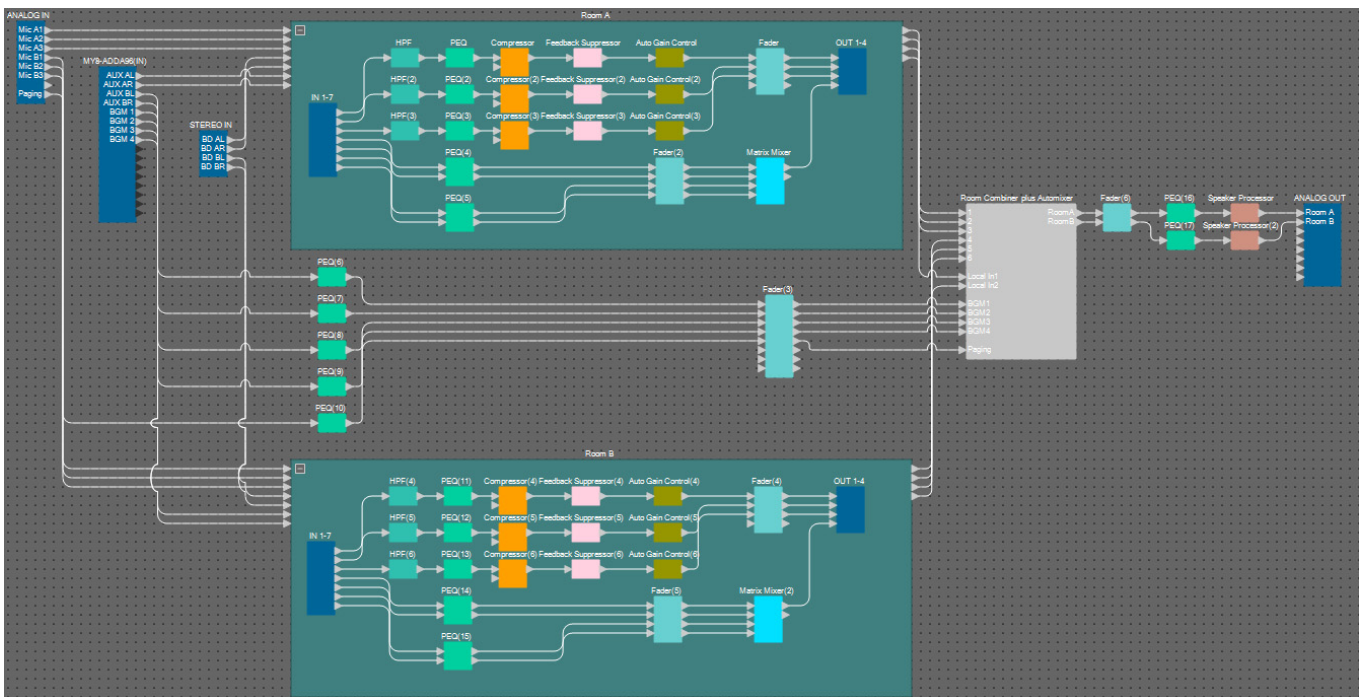 ANALOG IN
Mic A1
Mic A2
Mic A3
Mic B1
Mic B2
Mic B3
Paging
MY8-ADDA96(IN)
AUX AL
AUX AR
AUX BL
AUX BR
BGM 1
BGM 2
BGM 3
BGM 4
STEREO IN
BD AL
BD AR
BD BL
BD BR
Room A
IN 1-7
HPF PEQ Compressor Feedback Suppressor Auto Gain Control Fader OUT 1-4
HPF(2) PEQ(2) Compressor(2) Feedback Suppressor(2) Auto Gain Control(2)
HPF(3) PEQ(3) Compressor(3) Feedback Suppressor(3) Auto Gain Control(3)
PEQ(4) Fader(2) Matrix Mixer
PEQ(5)
PEQ(6)
PEQ(7)
PEQ(8)
PEQ(9)
PEQ(10)
Fader(3)
Room Combiner plus Automixer
1
2
3
4
5
6
Local In1
Local In2
BGM1
BGM2
BGM3
BGM4
Paging
RoomA
RoomB
Fader(6)
PEQ(16) Speaker Processor
PEQ(17) Speaker Processor(2)
ANALOG OUT
Room A
Room B
Room B
IN 1-7
HPF(4) PEQ(11) Compressor(4) Feedback Suppressor(4) Auto Gain Control(4) Fader(4) OUT 1-4
HPF(5) PEQ(12) Compressor(5) Feedback Suppressor(5) Auto Gain Control(5)
HPF(6) PEQ(13) Compressor(6) Feedback Suppressor(6) Auto Gain Control(6)
PEQ(14) Fader(5) Matrix Mixer(2)
PEQ(15)